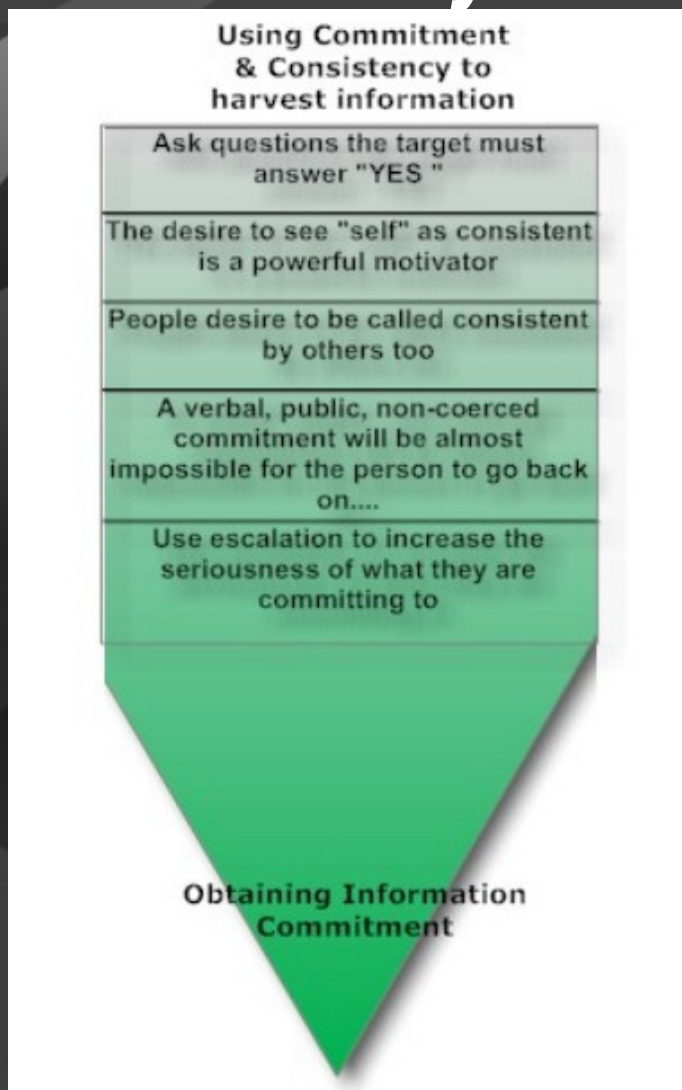 Using Commitment
& Consistency to
harvest information
Ask questions the target must
answer "YES "
The desire to see "self" as consistent
is a powerful motivator
People desire to be called consistent
by others too
A verbal, public, non-coerced
commitment will be almost
impossible for the person to go back
on....
Use escalation to increase the
seriousness of what they are
committing to
Obtaining Information
Commitment